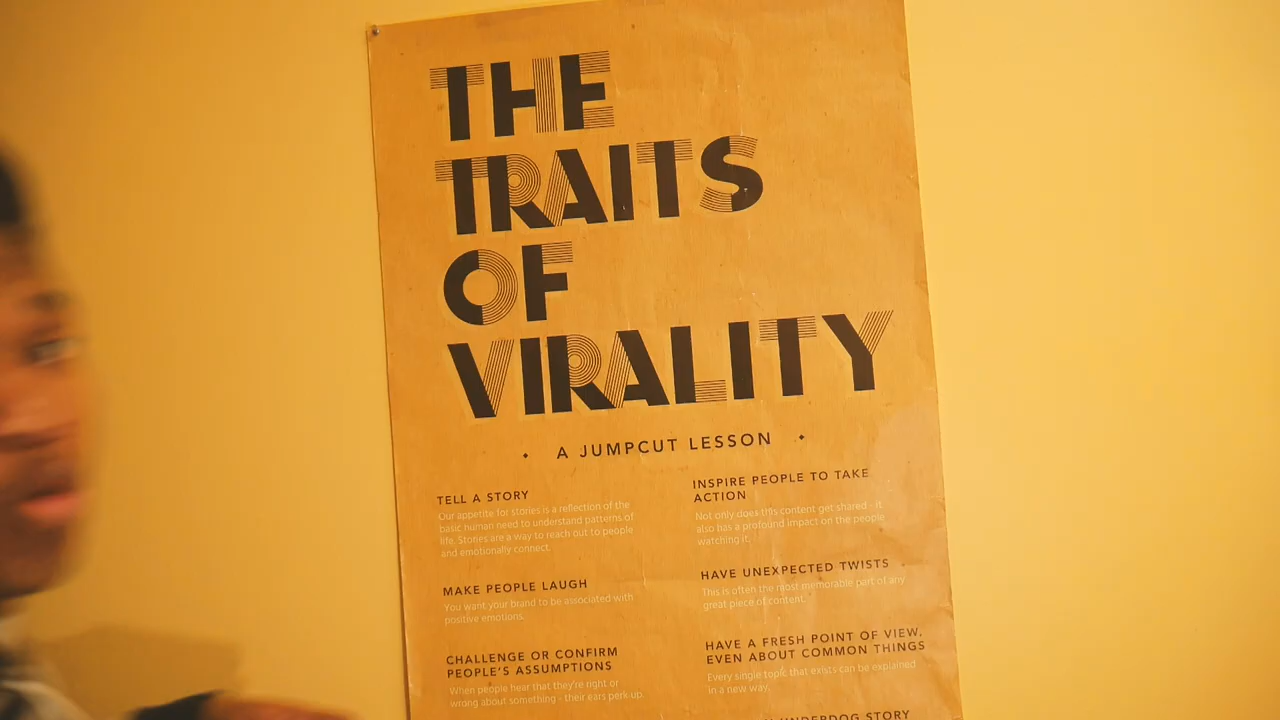 THE
TRAITS
OF
VIRALITY
A JUMPCUT LESSON
TELL A STORY
Our appetite for stories is a reflection of the
basic human need to understand patterns of
life. Stories are a way to reach out to people
and emotionally connect.
MAKE PEOPLE LAUGH
You want your brand to be associated with
positive emotions.
CHALLENGE OR CONFIRM
PEOPLE'S ASSUMPTIONS
When people hear that they're right or
wrong about something - their ears perk-up.
INSPIRE PEOPLE TO TAKE
ACTION
Not only does this content get shared - it
also has a profound impact on the people
watching it.
HAVE UNEXPECTED TWISTS
This is often the most memorable part of any
great piece of content.
HAVE A FRESH POINT OF VIEW,
EVEN ABOUT COMMON THINGS
Every single topic that exists can be explained
in a new way.
UNDERDOG STORY